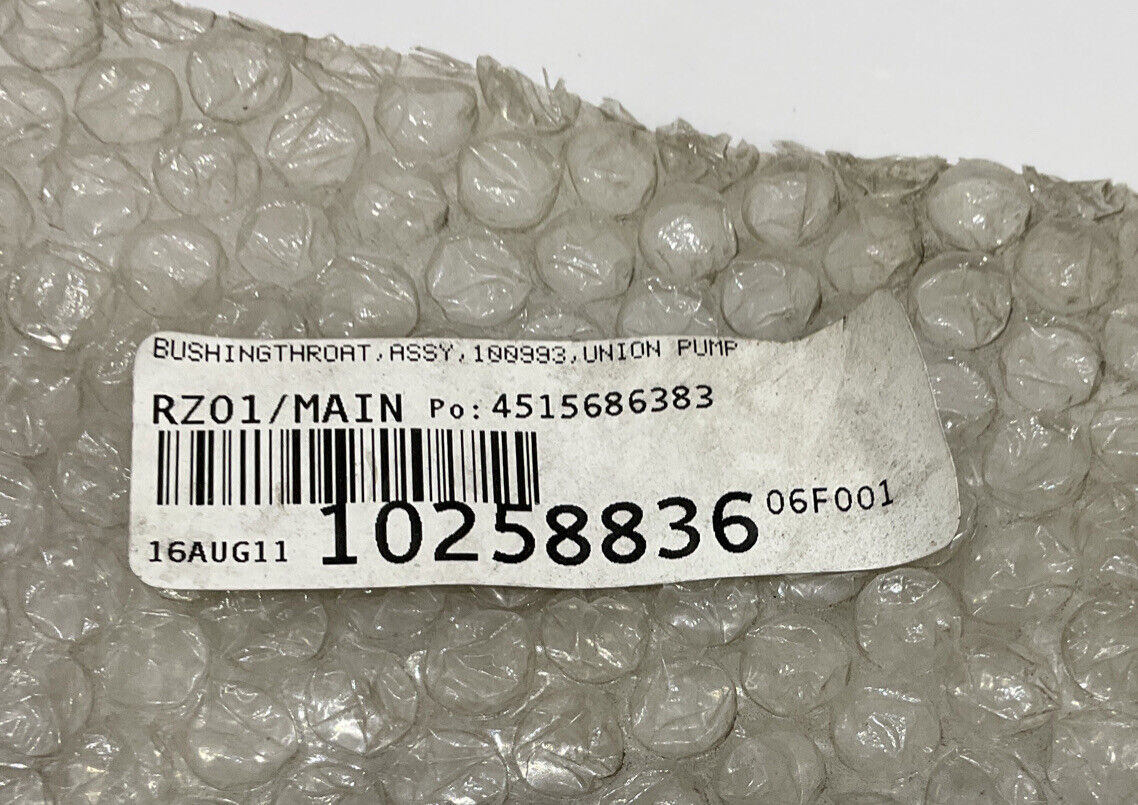 BUSHINGTHROAT,ASSY,100993,UNION PUMP
RZ01/MAIN Po: 4515686383
16AUG11 10258836 06F001